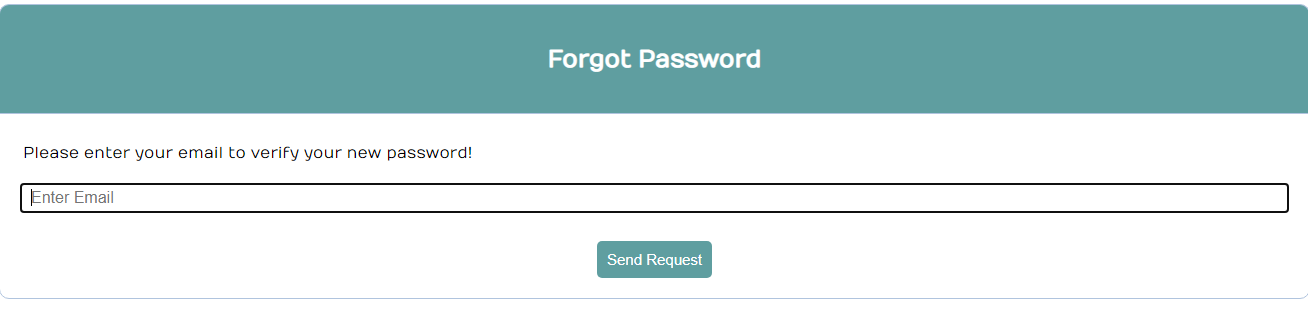 Forgot Password
Please enter your email to verify your new password!
Enter Email
Send Request